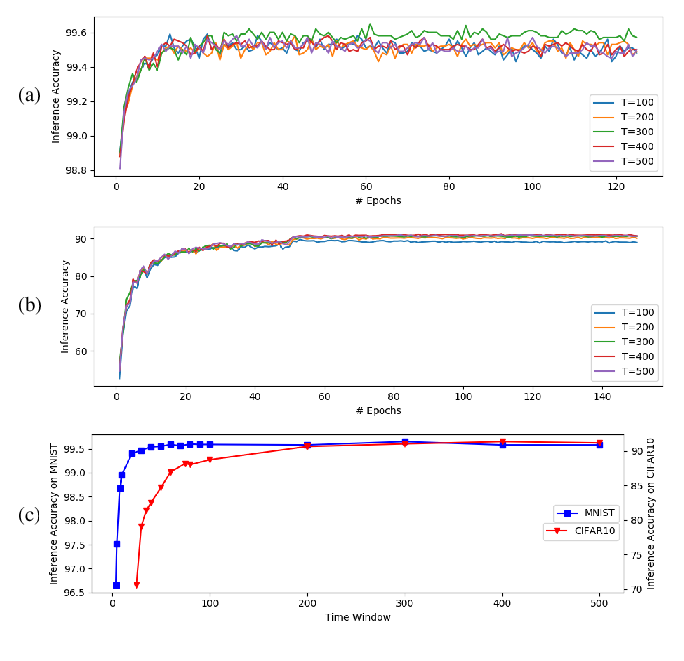 (a)
Inference Accuracy
99.6
99.4
99.2
99.0
98.8
0 20 40 60 80 100 120
# Epochs
T=100
T=200
T=300
T=400
T=500
(b)
Inference Accuracy
90
80
70
60
0 20 40 60 80 100 120 140
# Epochs
T=100
T=200
T=300
T=400
T=500
(c)
Inference Accuracy on MNIST
99.5
99.0
98.5
98.0
97.5
97.0
96.5
0 100 200 300 400 500
Time Window
MNIST
CIFAR10
90
85
80
75
70
Inference Accuracy on CIFAR10